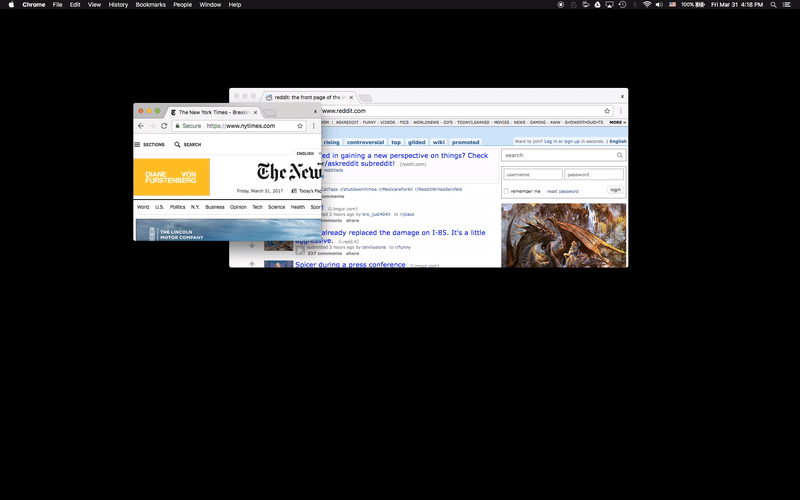 Chrome File Edit View History Bookmarks People Window Help 100% Fri Mar 31 4:18 PM
reddit: the front page of the
x
The New York Times - Breakin
x
www.reddit.com
Secure https://www.nytimes.com
ASKREDDIT - FUNNY - VIDEOS - PICS - WORLDNEWS - GIFS - TODAYILEARNED - MOVIES - NEWS - GAMING - AWW - SHOWERTHOUGHTS MORE »
rising controversial top gilded wiki promoted
Want to join? Log in or sign up in seconds. | English
SECTIONS SEARCH
ENGLISH
DIANE VON
FURSTENBERG
The New
Friday, March 31, 2017
Today's Pa
World U.S. Politics N.Y. Business Opinion Tech Science Health Spor
THE LINCOLN
MOTOR COMPANY
ed in gaining a new perspective on things? Check
r/askreddit subreddit! (reddit.com)
redditads
CatTaps r/shutdownmmos r/MedicareForAll r/RedditWritesSeinfeld
comments
(i.imgur.com)
submitted 2 hours ago by bro_just4040 to r/place
comments share
already replaced the damage on I-85. It's a little
aggressive. (i.redd.it)
submitted 2 hours ago by to r/funny
337 comments share
Spicer during a press conference (i.imgur.com)
search
username password
remember me reset password login